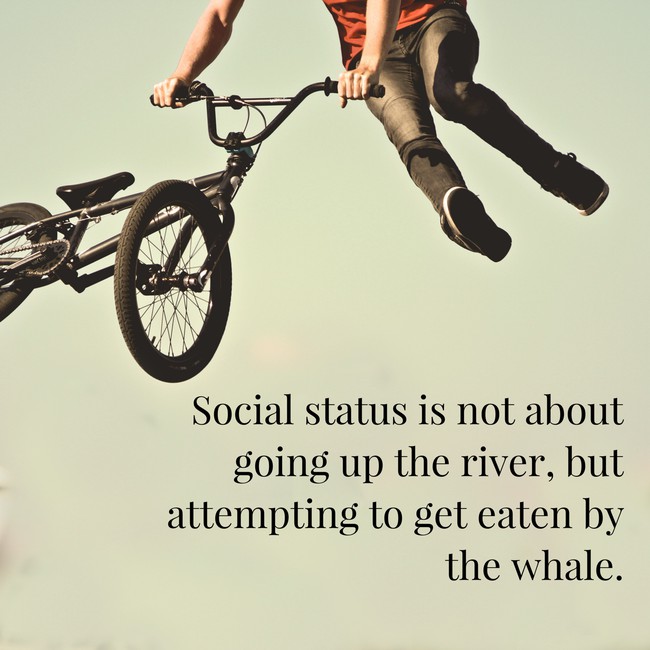 Social status is not about
going up the river, but
attempting to get eaten by
the whale.